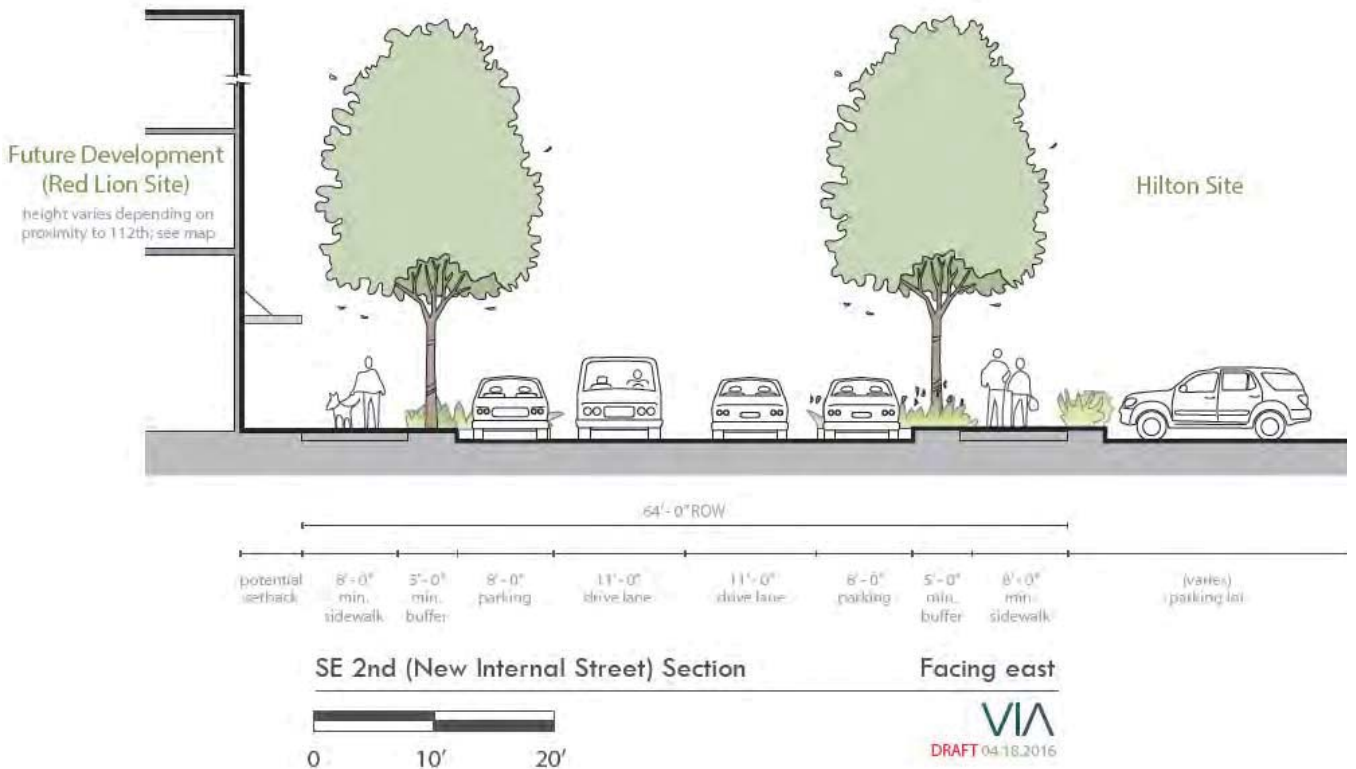 Future Development
(Red Lion Site)
height varies depending on
proximity to 112th; see map
Hilton Site
64'-0" ROW
potential
setback
8'-0"
min.
sidewalk
5'-0"
min.
buffer
8'-0"
parking
11'-0"
drive lane
11'-0"
drive lane
8'-0"
parking
5'-0"
min.
buffer
8'-0"
min.
sidewalk
(varies)
parking lot
SE 2nd (New Internal Street) Section
Facing east
0 10' 20'
VIA
DRAFT 04.18.2016